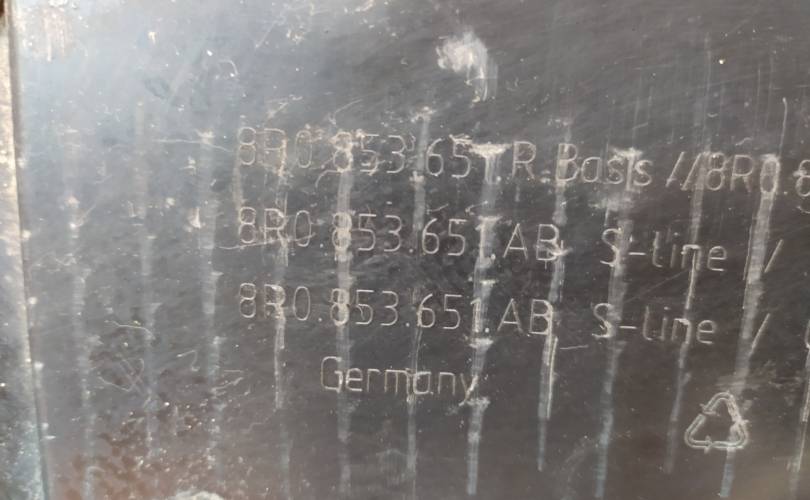 8R0.853.651.R Basis //8R0 8
8R0.853.651.AB S-line /
8R0.853.651.AB S-line /
Germany